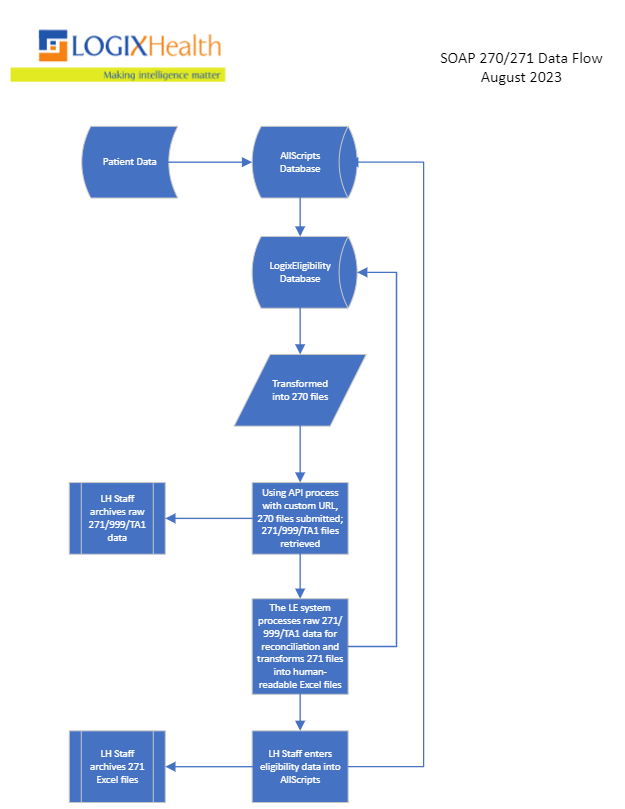 LOGIXHealth
Making intelligence matter
SOAP 270/271 Data Flow
August 2023
Patient Data
AllScripts
Database
LogixEligibility
Database
Transformed
into 270 files
LH Staff
archives raw
271/999/TA1
data
Using API process
with custom URL,
270 files submitted;
271/999/TA1 files
retrieved
The LE system
processes raw 271/
999/TA1 data for
reconciliation and
transforms 271 files
into human-
readable Excel files
LH Staff
archives 271
Excel files
LH Staff enters
eligibility data into
AllScripts